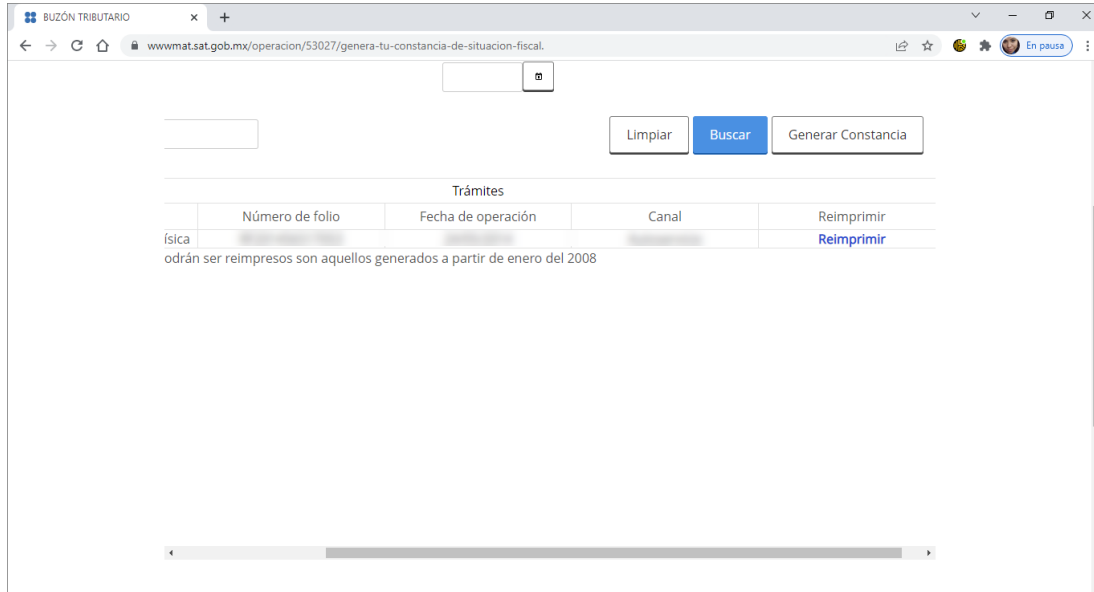 BUZÓN TRIBUTARIO
wwwmat.sat.gob.mx/operacion/53027/genera-tu-constancia-de-situacion-fiscal.
En pausa
Limpiar Buscar Generar Constancia
Trámites
Número de folio Fecha de operación Canal Reimprimir
ísica Reimprimir
odrán ser reimpresos son aquellos generados a partir de enero del 2008